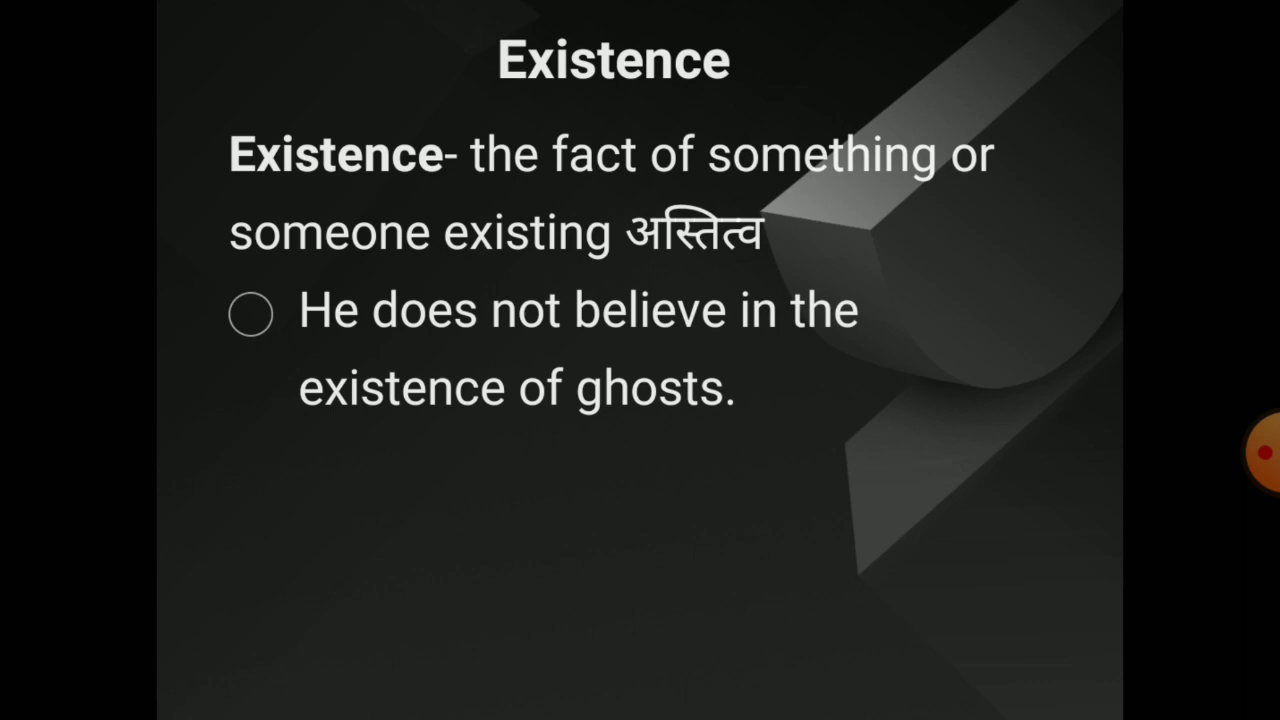 Existence
Existence- the fact of something or
someone existing अस्तित्व
He does not believe in the
existence of ghosts.